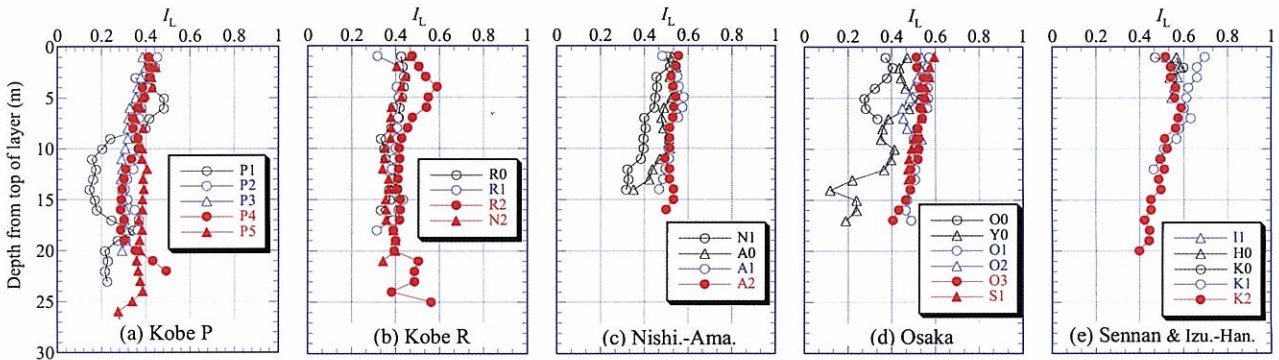 I_L I_L I_L I_L I_L
0 0.2 0.4 0.6 0.8 1 0 0.2 0.4 0.6 0.8 1 0 0.2 0.4 0.6 0.8 1 0 0.2 0.4 0.6 0.8 1 0 0.2 0.4 0.6 0.8 1
Depth from top of layer (m)
0
5
10
15
20
25
30
P1
P2
P3
P4
P5
(a) Kobe P
R0
R1
R2
N2
(b) Kobe R
N1
A0
A1
A2
(c) Nishi.-Ama.
O0
Y0
O1
O2
O3
S1
(d) Osaka
I1
H0
K0
K1
K2
(e) Sennan & Izu.-Han.